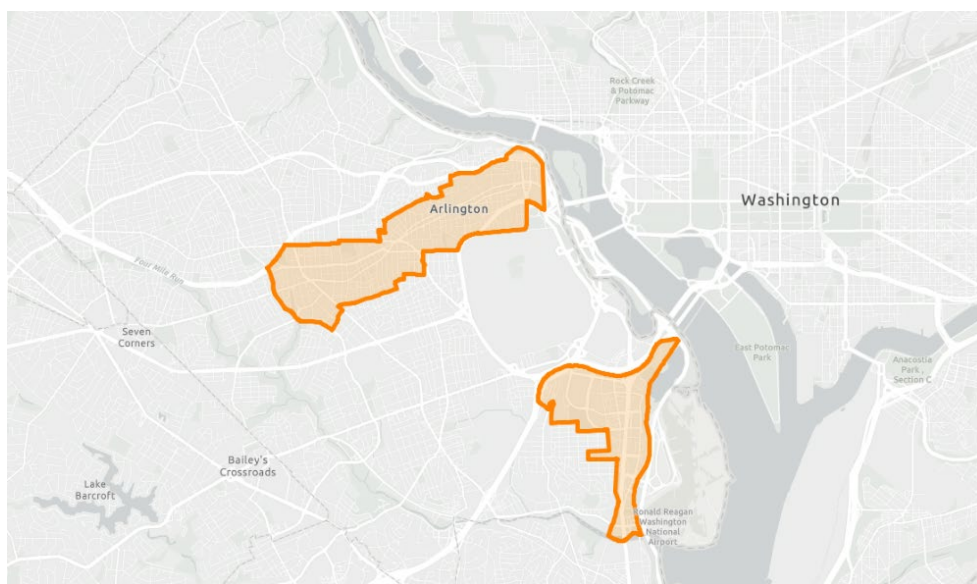 Rock Creek
& Potomac
Parkway
Washington
Arlington
Four Mile Run
Seven
Corners
East Potomac
Park
Anacostia
Park ,
Section C
Bailey's
Crossroads
Lake
Barcroft
Ronald Reagan
Washington
National
Airport